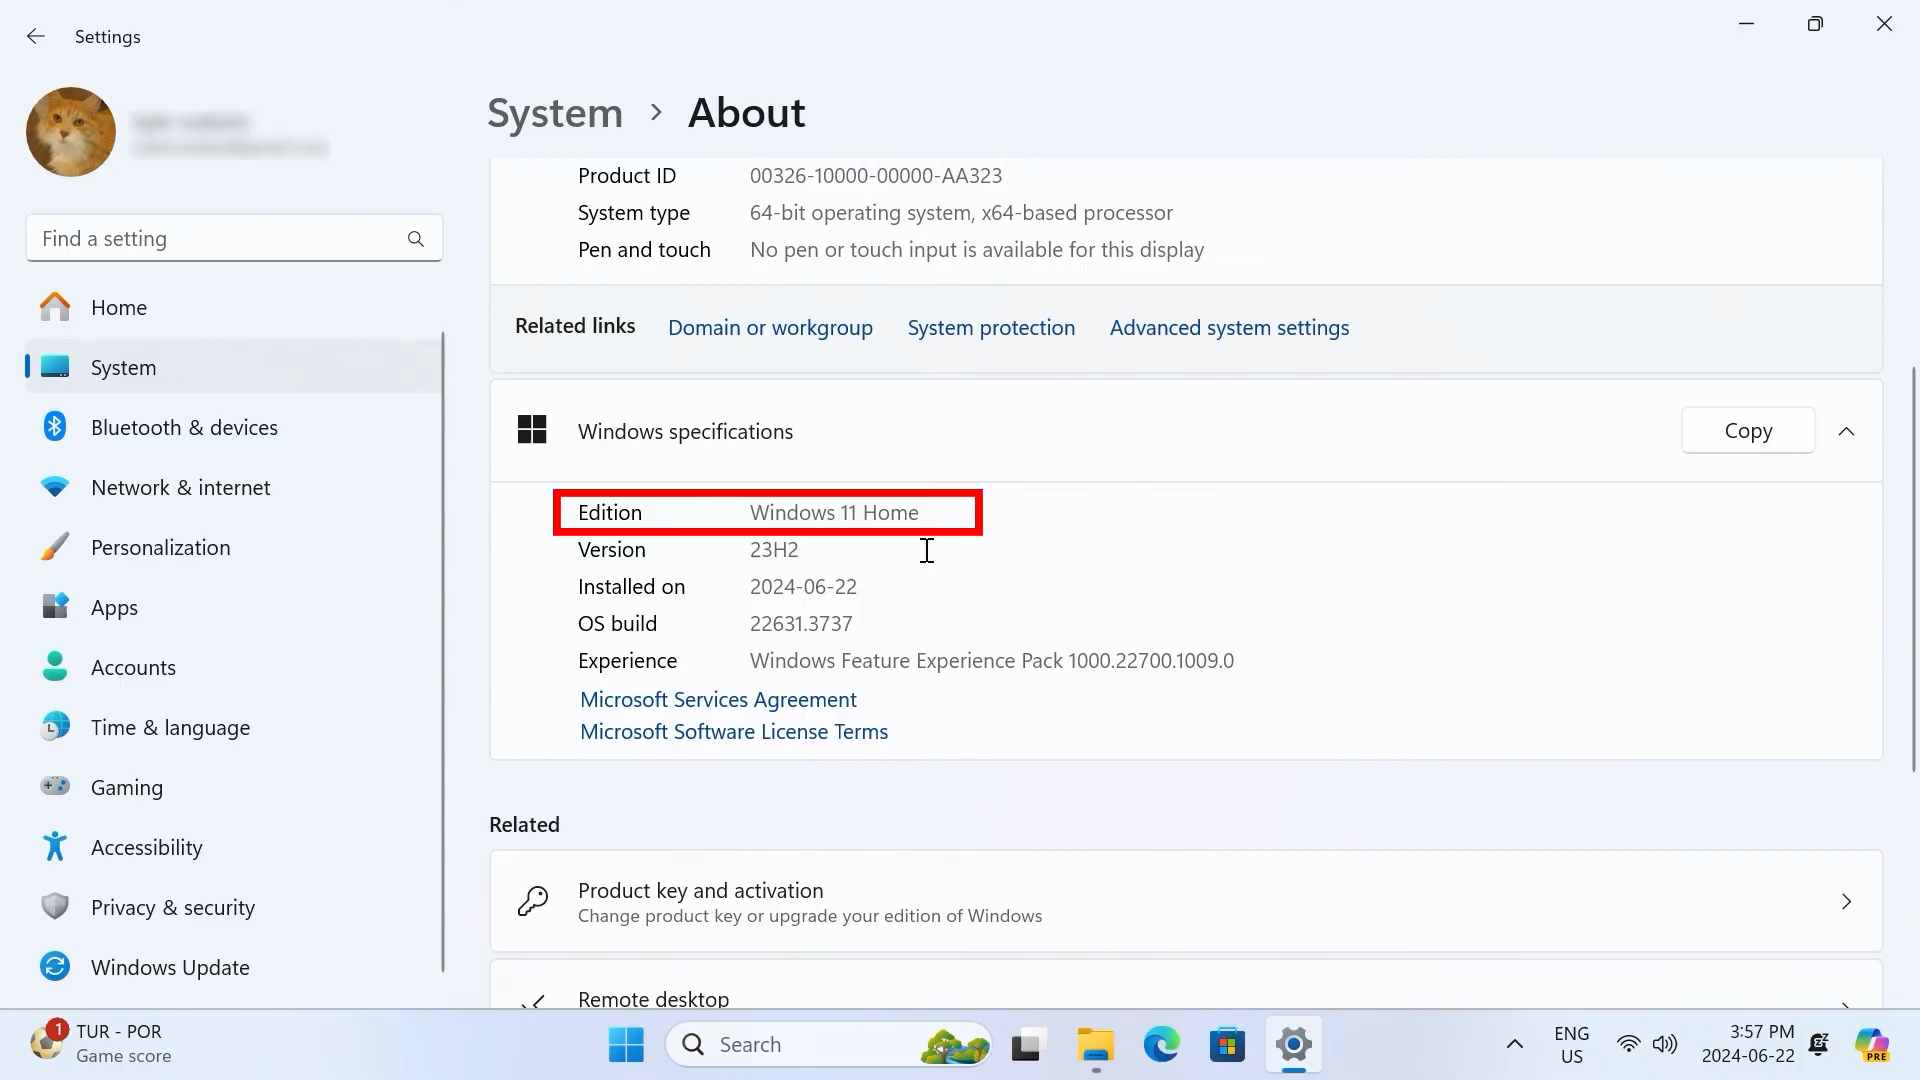 Settings
System > About
Find a setting
Home
System
Bluetooth & devices
Network & internet
Personalization
Apps
Accounts
Time & language
Gaming
Accessibility
Privacy & security
Windows Update
Product ID 00326-10000-00000-AA323
System type 64-bit operating system, x64-based processor
Pen and touch No pen or touch input is available for this display
Related links Domain or workgroup System protection Advanced system settings
Windows specifications Copy
Edition Windows 11 Home
Version 23H2
Installed on 2024-06-22
OS build 22631.3737
Experience Windows Feature Experience Pack 1000.22700.1009.0
Microsoft Services Agreement
Microsoft Software License Terms
Related
Product key and activation
Change product key or upgrade your edition of Windows
Remote desktop
1
TUR - POR
Game score
Search
ENG
US
3:57 PM
2024-06-22
PRE